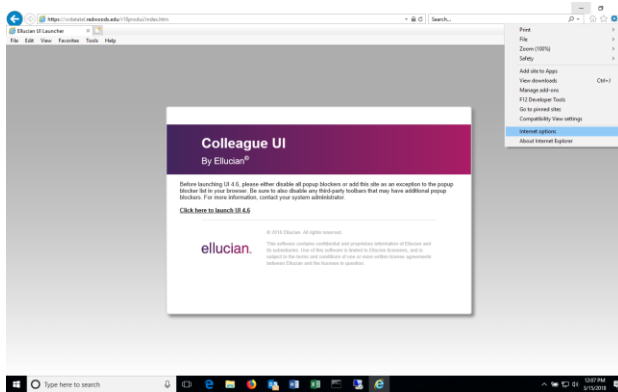 redwoods.edu
Search...
Ellucian UI Launcher
File Edit View Favorites Tools Help
Print
File
Zoom (100%)
Safety
Add site to Apps
View downloads Ctrl+J
Manage add-ons
F12 Developer Tools
Go to pinned sites
Compatibility View settings
Internet options
About Internet Explorer
Colleague UI
By Ellucian®
Before launching UI 4.6, please either disable all popup blockers or add this site as an exception to the popup
blocker list in your browser. Be sure to also disable any third-party toolbars that may have additional popup
blockers. For more information, contact your system administrator.
Click here to launch UI 4.6
© 2016 Ellucian. All rights reserved.
ellucian.
This software contains confidential and proprietary information of Ellucian and
its subsidiaries. Use of this software is limited to Ellucian licensees, and is
subject to the terms and conditions of one or more written license agreements
between Ellucian and the licensee in question.
Type here to search
12:07 PM
5/15/2018